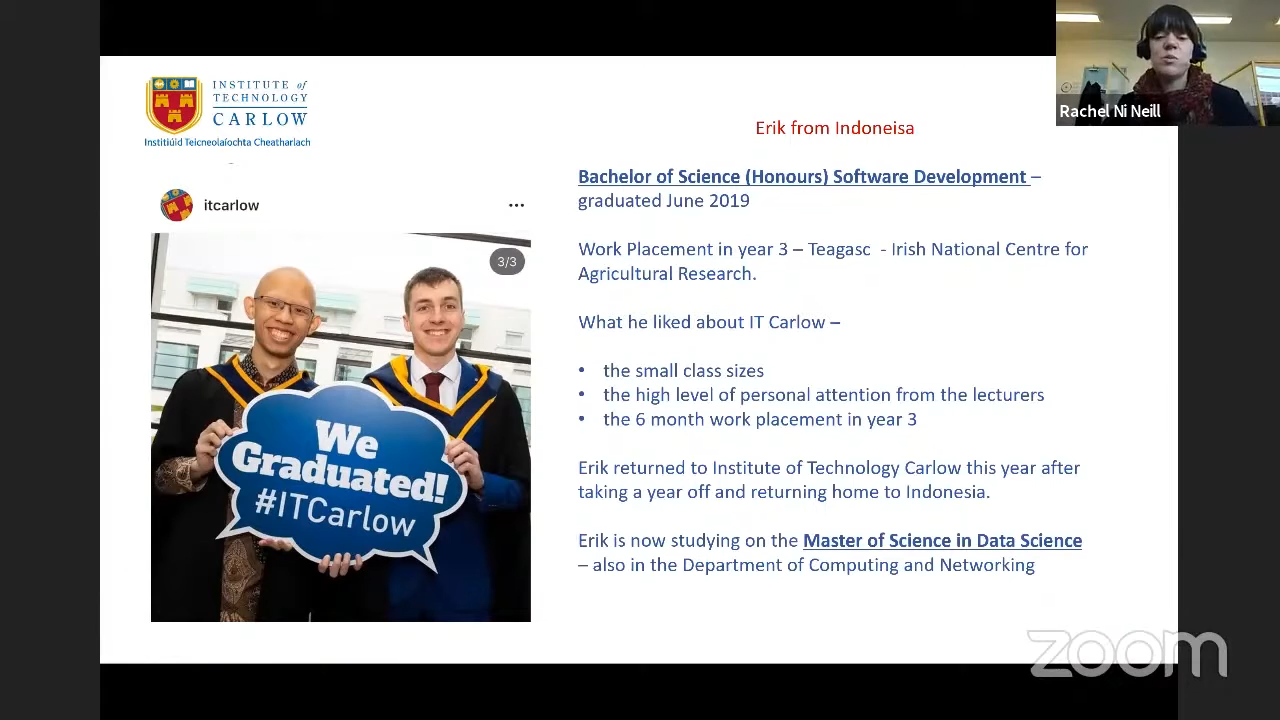 INSTITUTE of
TECHNOLOGY
CARLOW
Institiúid Teicneolaíochta Cheatharlach
Rachel Ni Neill
Erik from Indoneisa
itcarlow
3/3
We
Graduated!
#ITCarlow
Bachelor of Science (Honours) Software Development –
graduated June 2019
Work Placement in year 3 – Teagasc - Irish National Centre for
Agricultural Research.
What he liked about IT Carlow –
• the small class sizes
• the high level of personal attention from the lecturers
• the 6 month work placement in year 3
Erik returned to Institute of Technology Carlow this year after
taking a year off and returning home to Indonesia.
Erik is now studying on the Master of Science in Data Science
– also in the Department of Computing and Networking
zoom